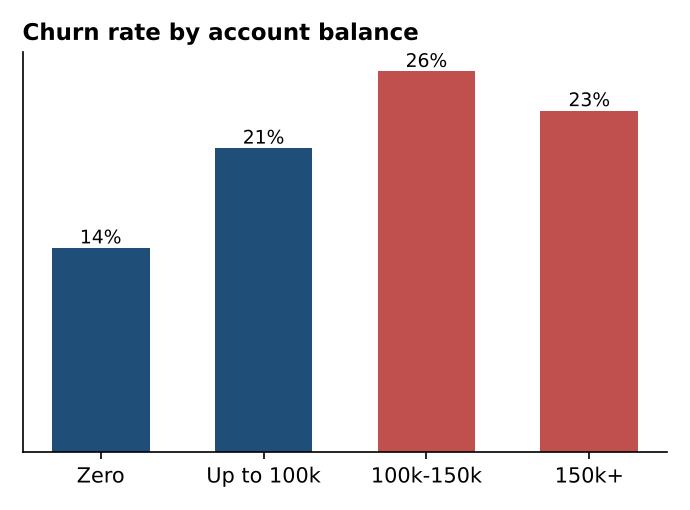 Churn rate by account balance
26%
23%
21%
14%
Zero
Up to 100k
100k-150k
150k+